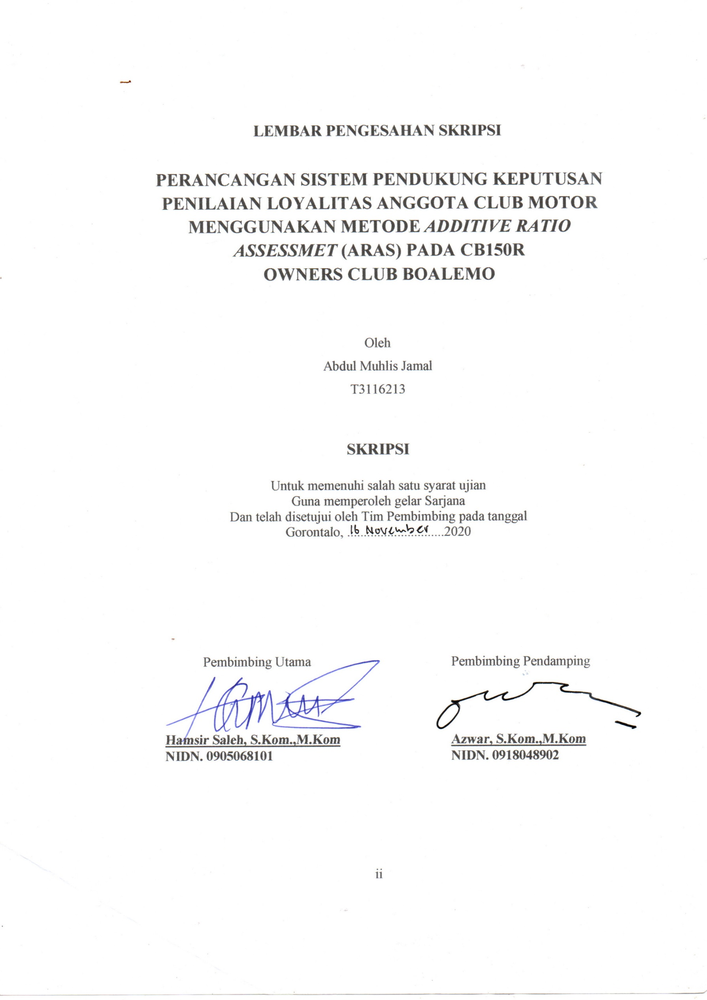 LEMBAR PENGESAHAN SKRIPSI
PERANCANGAN SISTEM PENDUKUNG KEPUTUSAN
PENILAIAN LOYALITAS ANGGOTA CLUB MOTOR
MENGGUNAKAN METODE ADDITIVE RATIO
ASSESSMET (ARAS) PADA CB150R
OWNERS CLUB BOALEMO
Oleh
Abdul Muhlis Jamal
T3116213
SKRIPSI
Untuk memenuhi salah satu syarat ujian
Guna memperoleh gelar Sarjana
Dan telah disetujui oleh Tim Pembimbing pada tanggal
Gorontalo, 16 November 2020
Pembimbing Utama
Pembimbing Pendamping
Hamsir Saleh, S.Kom.,M.Kom
NIDN. 0905068101
Azwar, S.Kom.,M.Kom
NIDN. 0918048902
ii